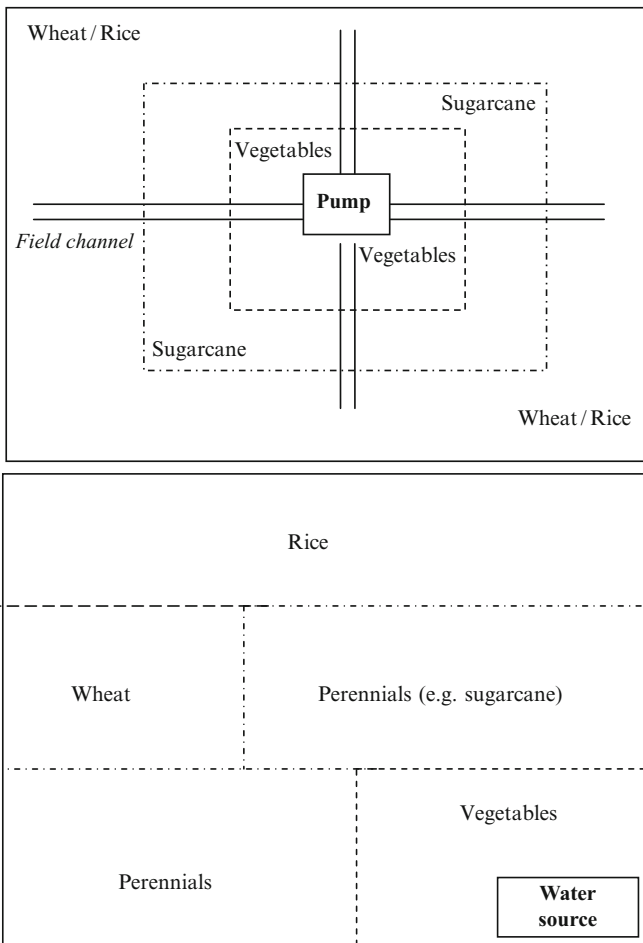 Wheat / Rice
Sugarcane
Vegetables
Pump
Field channel
Vegetables
Sugarcane
Wheat / Rice
Rice
Wheat
Perennials (e.g. sugarcane)
Vegetables
Perennials
Water
source